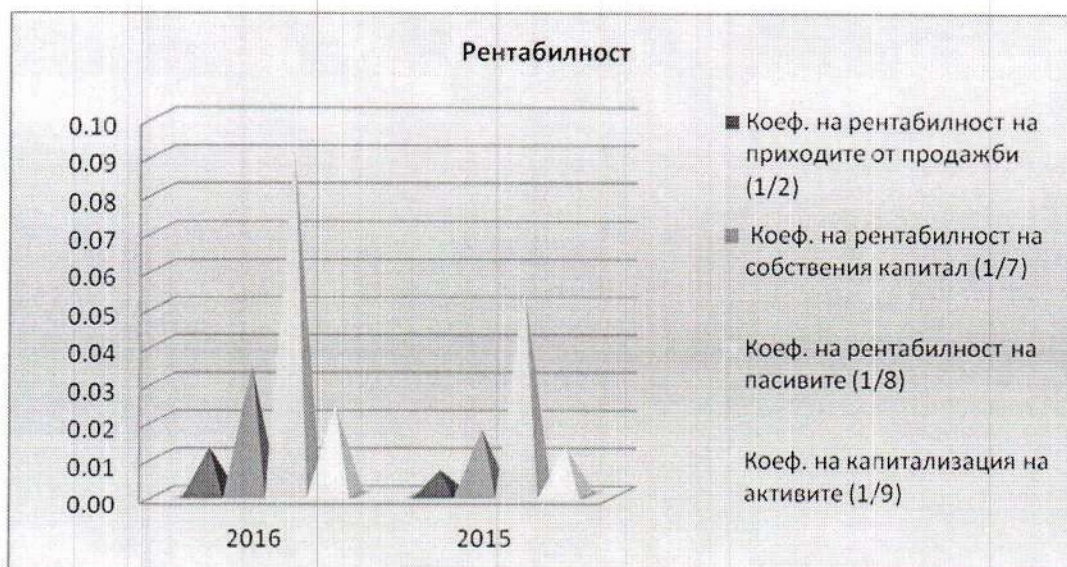 Рентабилност
0.10
0.09
0.08
0.07
0.06
0.05
0.04
0.03
0.02
0.01
0.00
2016
2015
Коеф. на рентабилност на
приходите от продажби
(1/2)
Коеф. на рентабилност на
собствения капитал (1/7)
Коеф. на рентабилност на
пасивите (1/8)
Коеф. на капитализация на
активите (1/9)